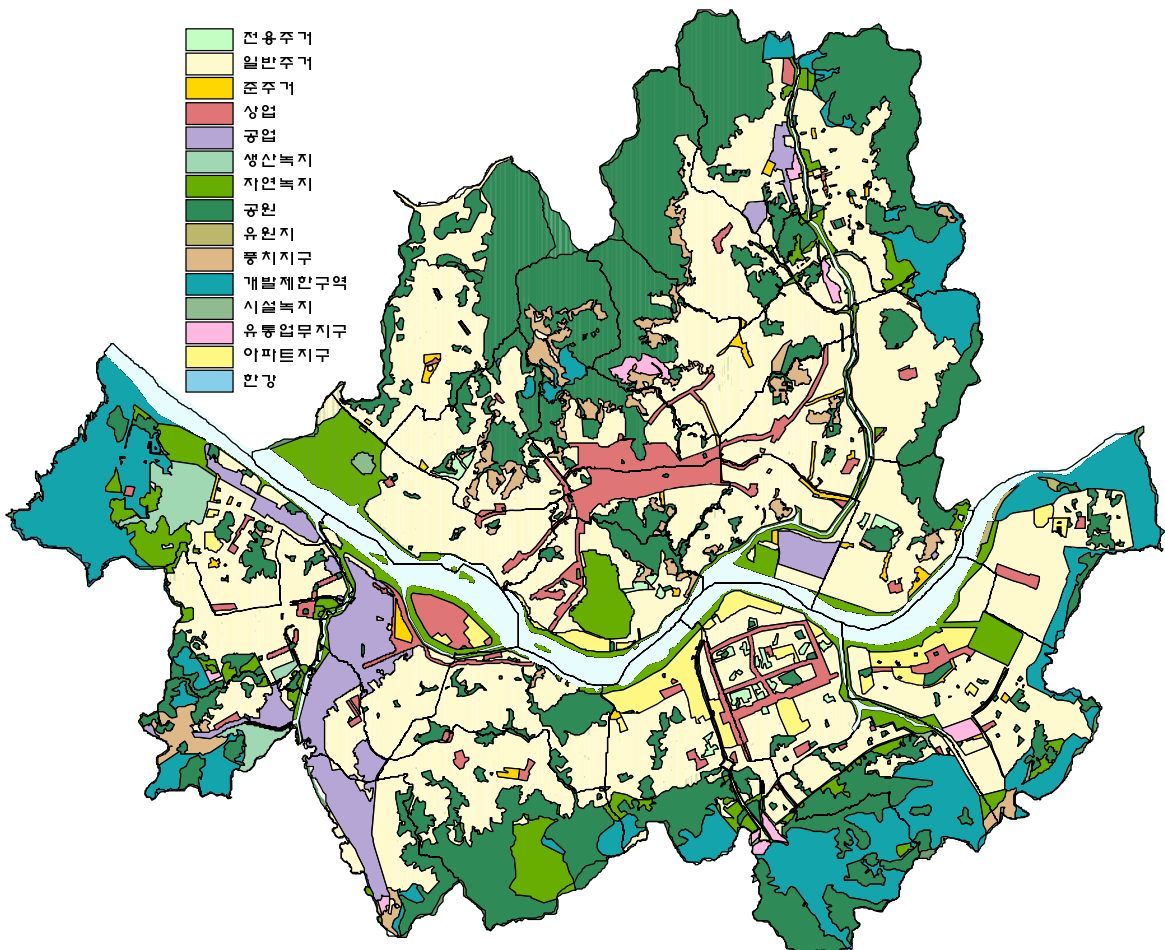 전용주거
일반주거
준주거
상업
공업
생산녹지
자연녹지
공원
유원지
풍치지구
개발제한구역
시설녹지
유통업무지구
아파트지구
한강